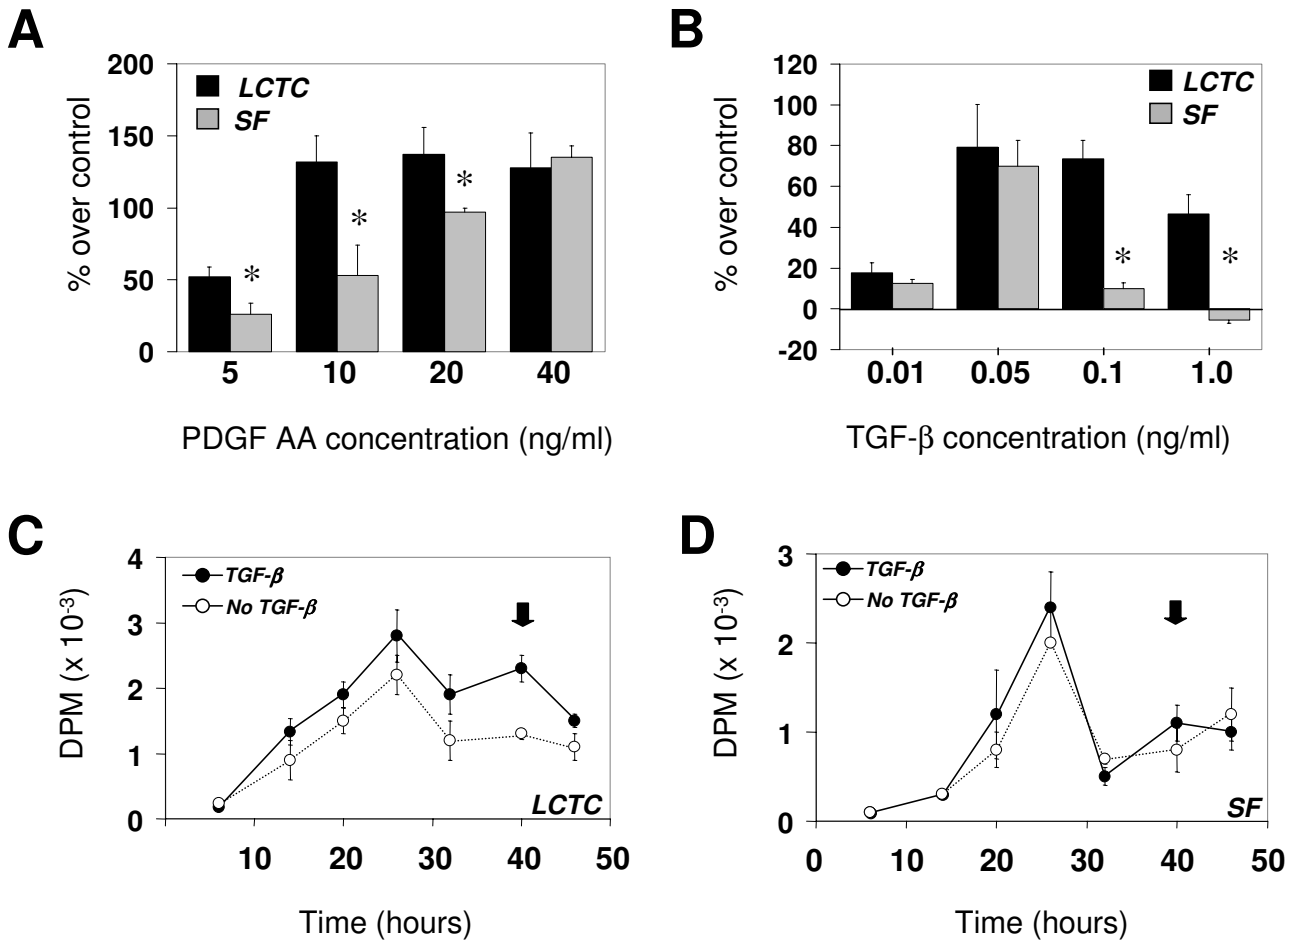 A
200
150
100
50
0
% over control
LCTC
SF
*
*
*
5 10 20 40
PDGF AA concentration (ng/ml)
B
120
100
80
60
40
20
0
-20
% over control
LCTC
SF
*
*
0.01 0.05 0.1 1.0
TGF-β concentration (ng/ml)
C
4
3
2
1
0
DPM (x 10⁻³)
TGF-β
No TGF-β
LCTC
10 20 30 40 50
Time (hours)
D
3
2
1
0
DPM (x 10⁻³)
TGF-β
No TGF-β
SF
0 10 20 30 40 50
Time (hours)